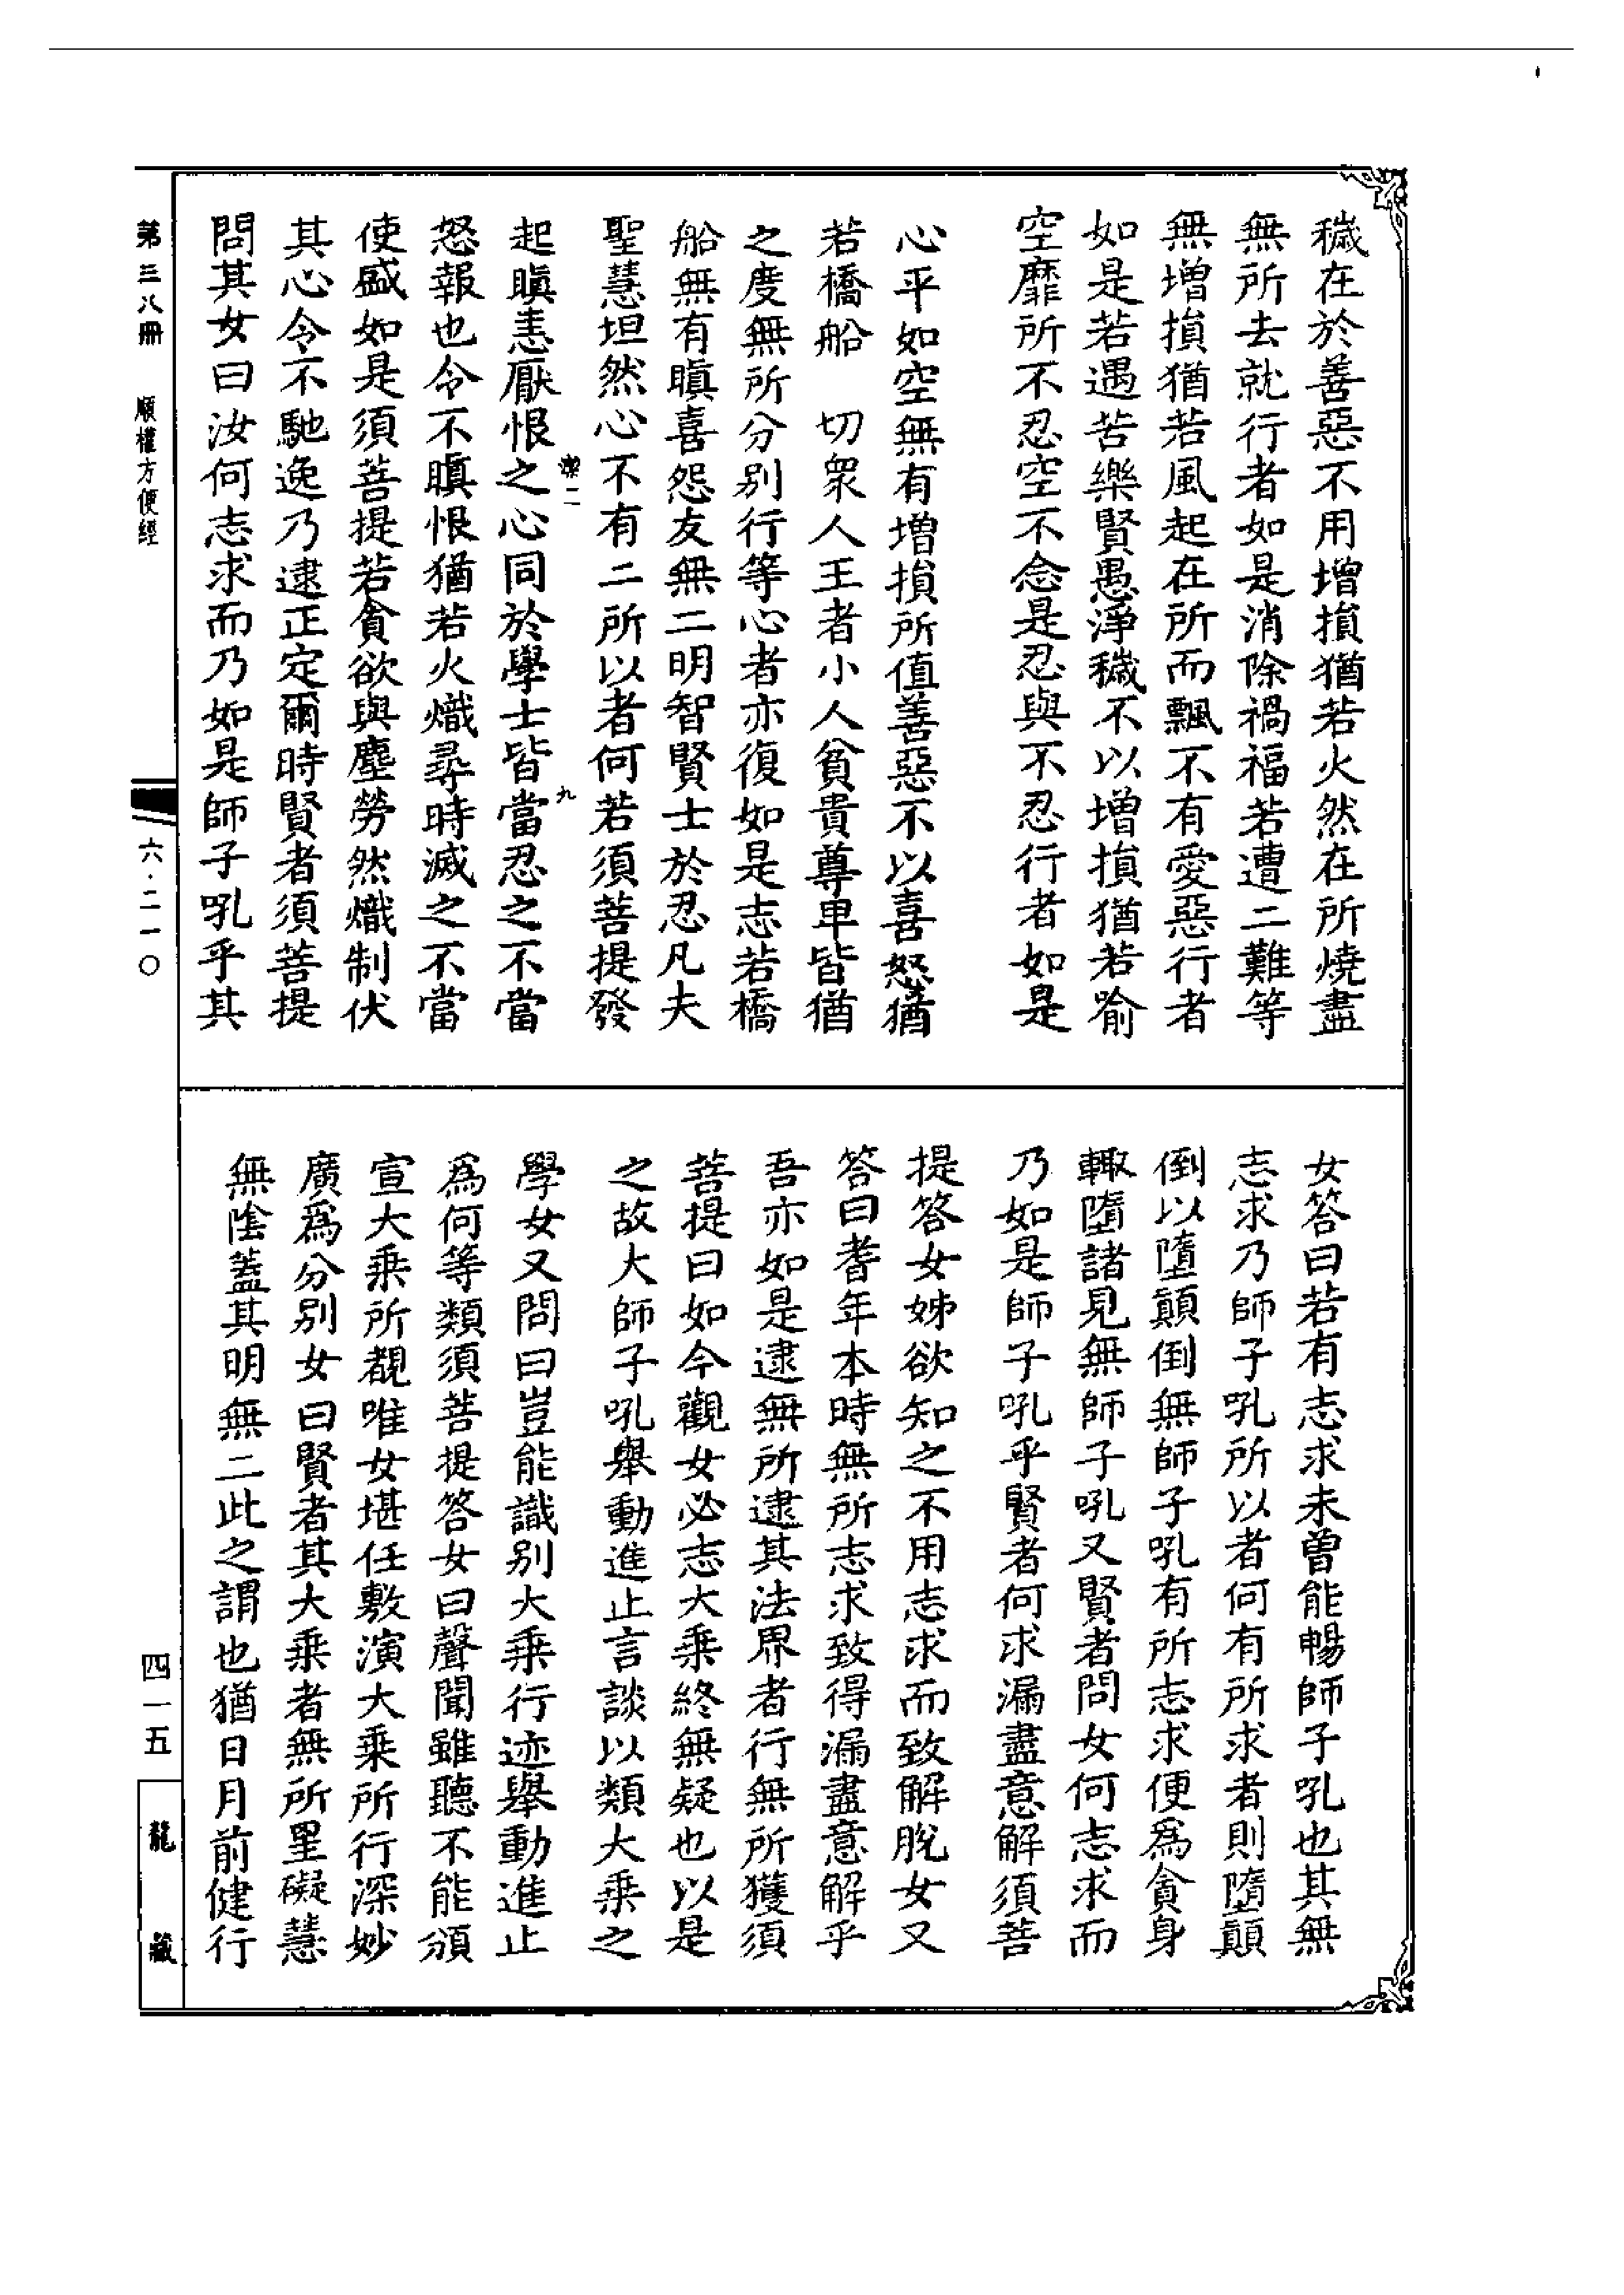 穢在於善惡不用增損猶若火然在所燒盡
無所去就行者如是消除禍福若遭二難等
無增損猶若風起在所而飄不有愛惡行者
如是若遇苦樂賢愚淨穢不以增損猶若喻
空靡所不忍空不念是忍與不忍行者如是
心平如空無有增損所值善惡不以喜怒猶
若橋船 切衆人王者小人貧貴尊卑皆猶
之度無所分別行等心者亦復如是志若橋
船無有瞋喜怨友無二明智賢士於忍凡夫
聖慧坦然心不有二所以者何若須菩提發
起瞋恚厭恨之心同於學士皆當忍之不當
怒報也令不瞋恨猶若火熾尋時滅之不當
使盛如是須菩提若貪欲與塵勞然熾制伏
其心令不馳逸乃逮正定爾時賢者須菩提
問其女曰汝何志求而乃如是師子吼乎其
二
九
女答曰若有志求未曾能暢師子吼也其無
志求乃師子吼所以者何有所求者則墮顛
倒以墮顛倒無師子吼有所志求便爲貪身
輙墮諸見無師子吼又賢者問女何志求而
乃如是師子吼乎賢者何求漏盡意解須菩
提答女姊欲知之不用志求而致解脫女又
答曰耆年本時無所志求致得漏盡意解乎
吾亦如是逮無所逮其法界者行無所獲須
菩提曰如今觀女必志大乘終無疑也以是
之故大師子吼舉動進止言談以類大乘之
學女又問曰豈能識別大乘行迹舉動進止
爲何等類須菩提答女曰聲聞雖聽不能頒
宣大乘所覩唯女堪任敷演大乘所行深妙
廣爲分別女曰賢者其大乘者無所罣礙慧
無陰蓋其明無二此之謂也猶日月前健行
第三八冊 順權方便經
六·二一〇
四一五
龍藏